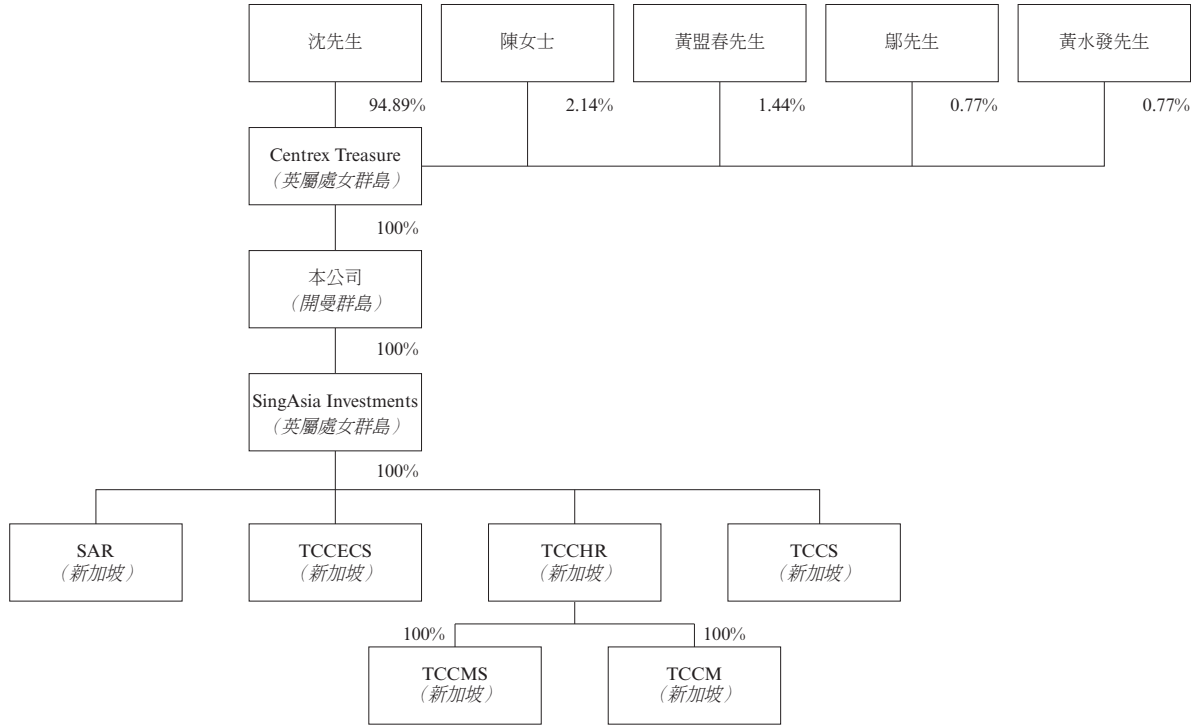 沈先生
陳女士
黃盟春先生
鄔先生
黃水發先生
94.89%
2.14%
1.44%
0.77%
0.77%
Centrex Treasure
（英屬處女群島）
100%
本公司
（開曼群島）
100%
SingAsia Investments
（英屬處女群島）
100%
SAR
（新加坡）
TCCECS
（新加坡）
TCCHR
（新加坡）
TCCS
（新加坡）
100%
100%
TCCMS
（新加坡）
TCCM
（新加坡）